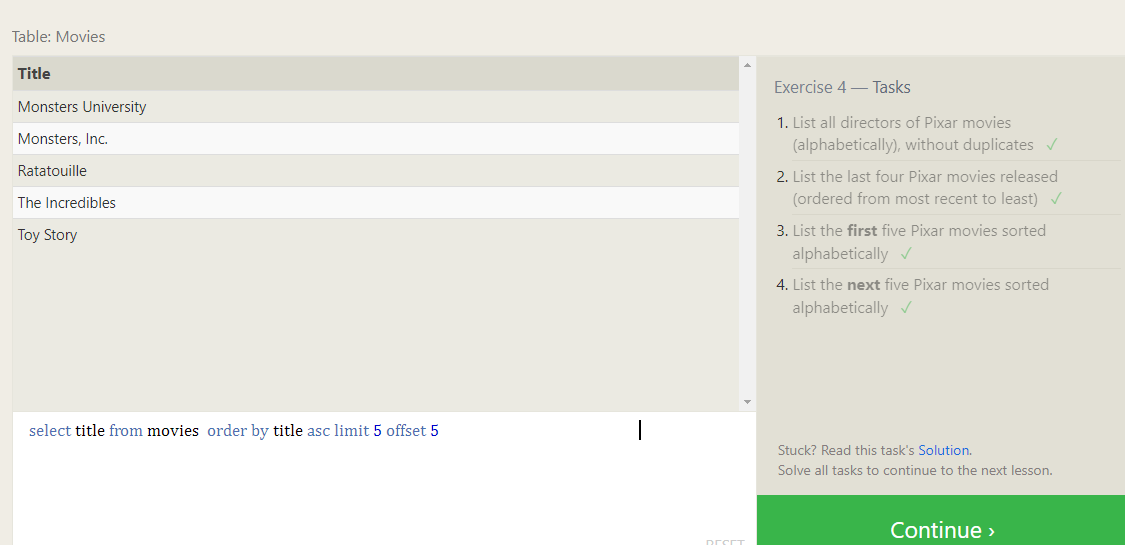 Table: Movies
Title
Monsters University
Monsters, Inc.
Ratatouille
The Incredibles
Toy Story
select title from movies  order by title asc limit 5 offset 5
RESET
Exercise 4 — Tasks
1. List all directors of Pixar movies
(alphabetically), without duplicates ✓
2. List the last four Pixar movies released
(ordered from most recent to least) ✓
3. List the first five Pixar movies sorted
alphabetically ✓
4. List the next five Pixar movies sorted
alphabetically ✓
Stuck? Read this task's Solution.
Solve all tasks to continue to the next lesson.
Continue ›